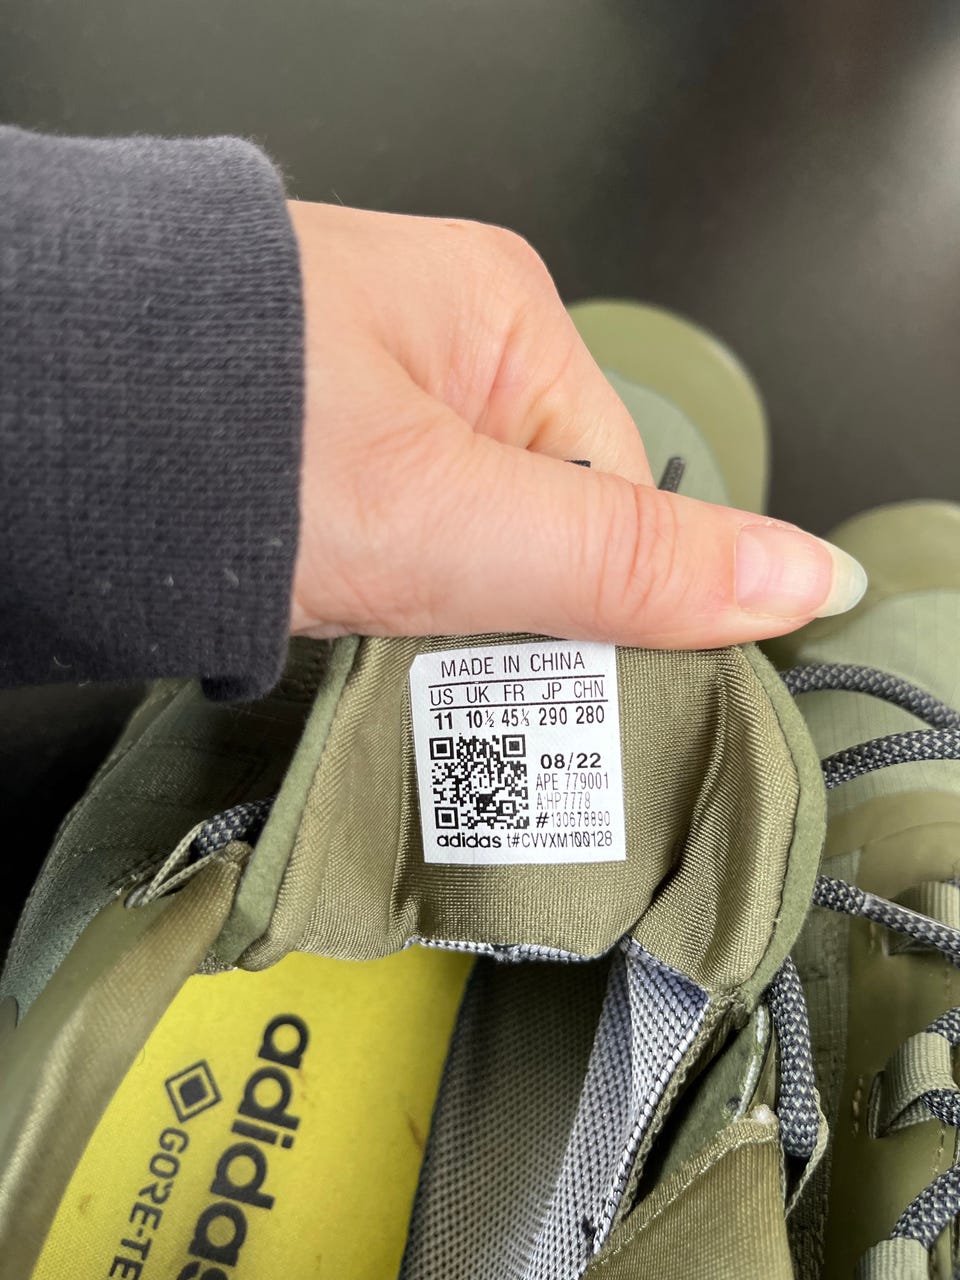 MADE IN CHINA
US UK FR JP CHN
11 10½ 45⅓ 290 280
08/22
APE 779001
A:HP7778
#130678890
adidas t#CVVXM100128
adidas
GORE-TE